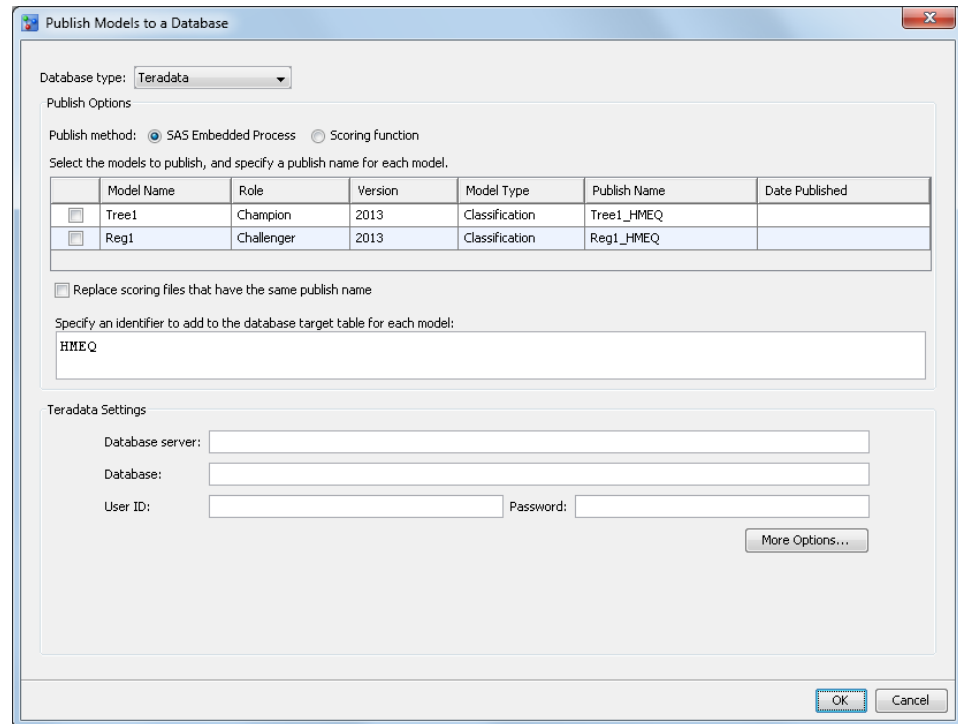 Publish Models to a Database
Database type: Teradata
Publish Options
Publish method: SAS Embedded Process Scoring function
Select the models to publish, and specify a publish name for each model.
Model Name Role Version Model Type Publish Name Date Published
Tree1 Champion 2013 Classification Tree1_HMEQ
Reg1 Challenger 2013 Classification Reg1_HMEQ
Replace scoring files that have the same publish name
Specify an identifier to add to the database target table for each model:
HMEQ
Teradata Settings
Database server:
Database:
User ID: Password:
More Options...
OK Cancel